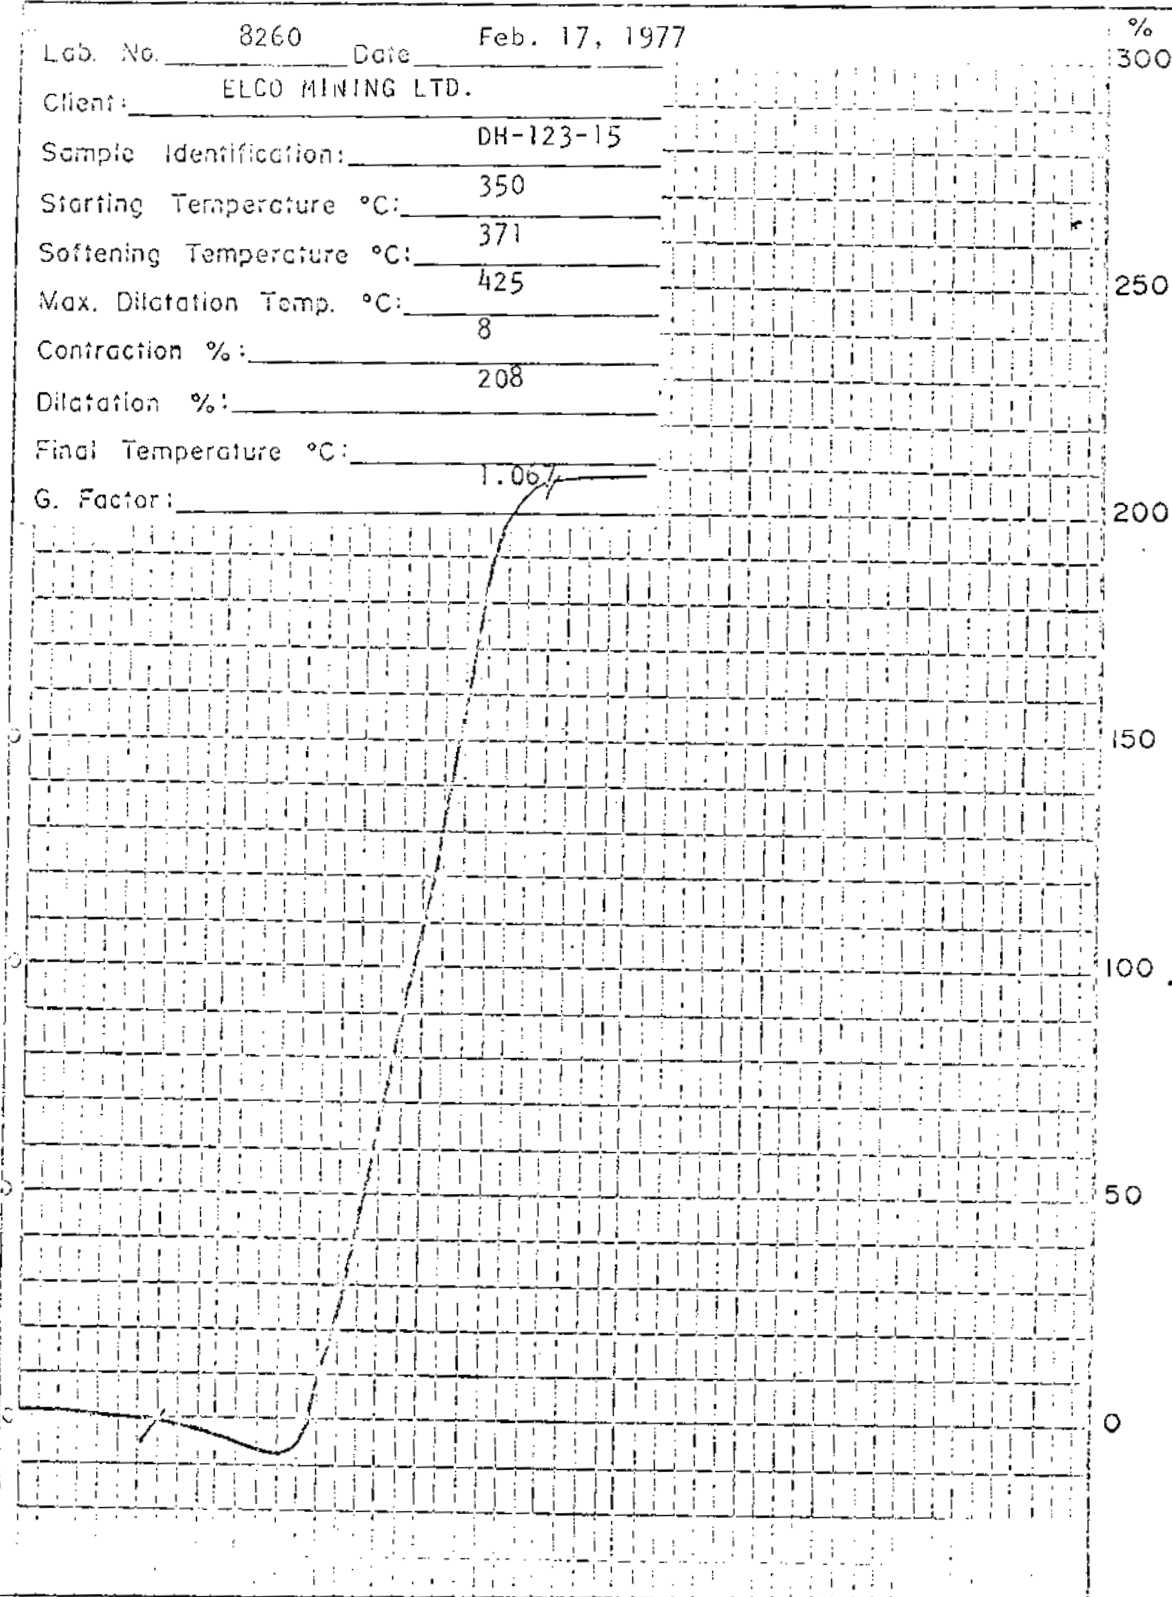 Lab. No. 8260 Date Feb. 17, 1977
Client: ELCO MINING LTD.
Sample Identification: DH-123-15
Starting Temperature °C: 350
Softening Temperature °C: 371
Max. Dilatation Temp. °C: 425
Contraction %: 8
Dilatation %: 208
Final Temperature °C:
G. Factor: 1.067
%
300
250
200
150
100
50
0